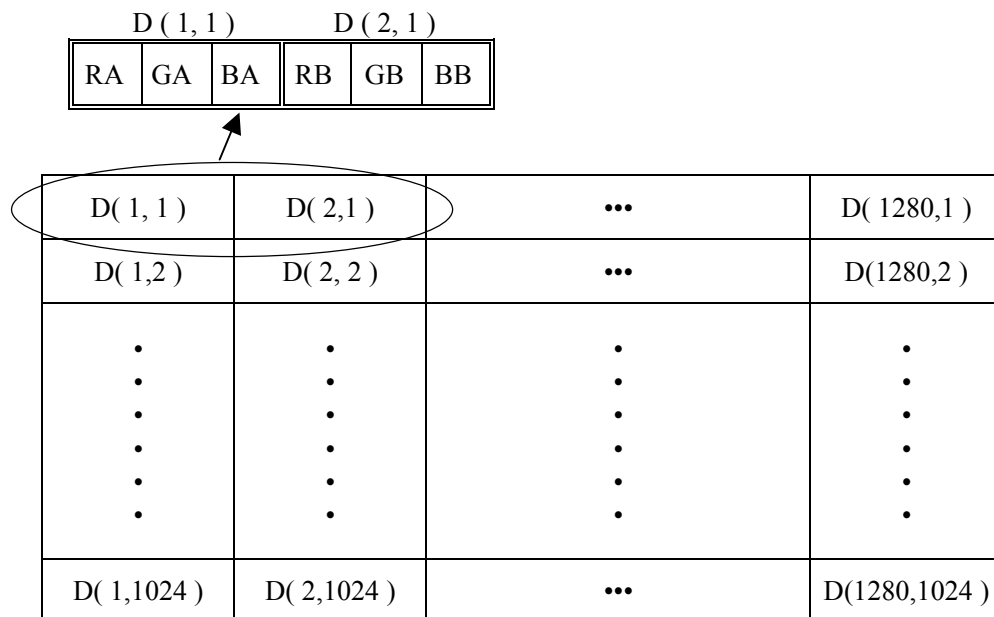 D ( 1, 1 ) D ( 2, 1 )
RA GA BA RB GB BB
D( 1, 1 ) D( 2,1 ) ••• D( 1280,1 )
D( 1,2 ) D( 2, 2 ) ••• D(1280,2 )
• • • •
• • • •
• • • •
• • • •
• • • •
• • • •
D( 1,1024 ) D( 2,1024 ) ••• D(1280,1024 )